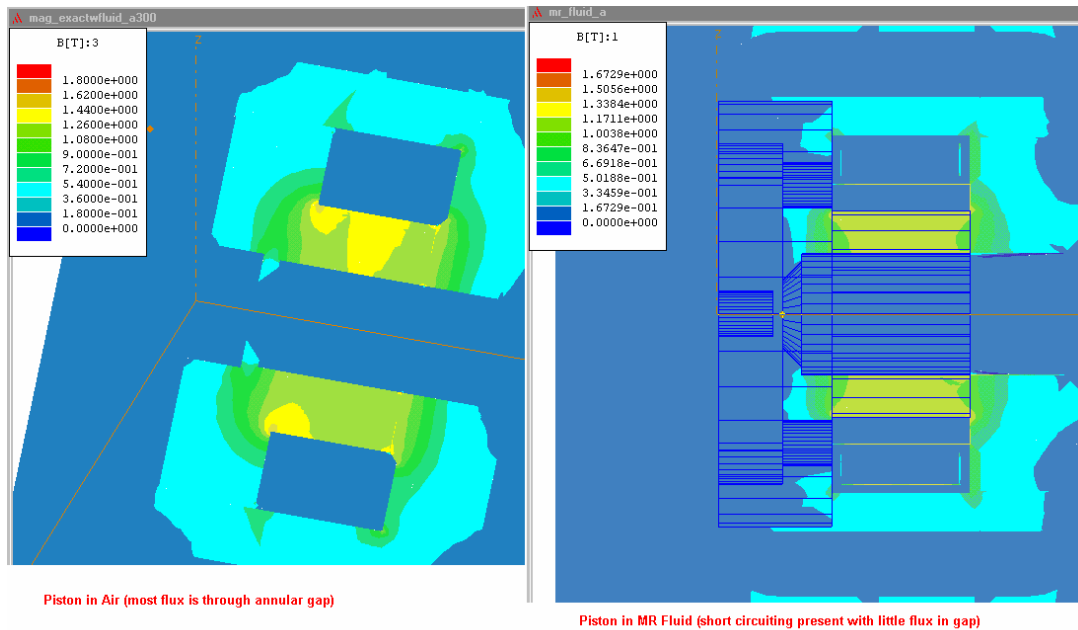 mag_exactwfluid_a300
B[T]:3
1.8000e+000
1.6200e+000
1.4400e+000
1.2600e+000
1.0800e+000
9.0000e-001
7.2000e-001
5.4000e-001
3.6000e-001
1.8000e-001
0.0000e+000
z
Piston in Air (most flux is through annular gap)
mr_fluid_a
B[T]:1
1.6729e+000
1.5056e+000
1.3384e+000
1.1711e+000
1.0038e+000
8.3647e-001
6.6918e-001
5.0188e-001
3.3459e-001
1.6729e-001
0.0000e+000
z
Piston in MR Fluid (short circuiting present with little flux in gap)